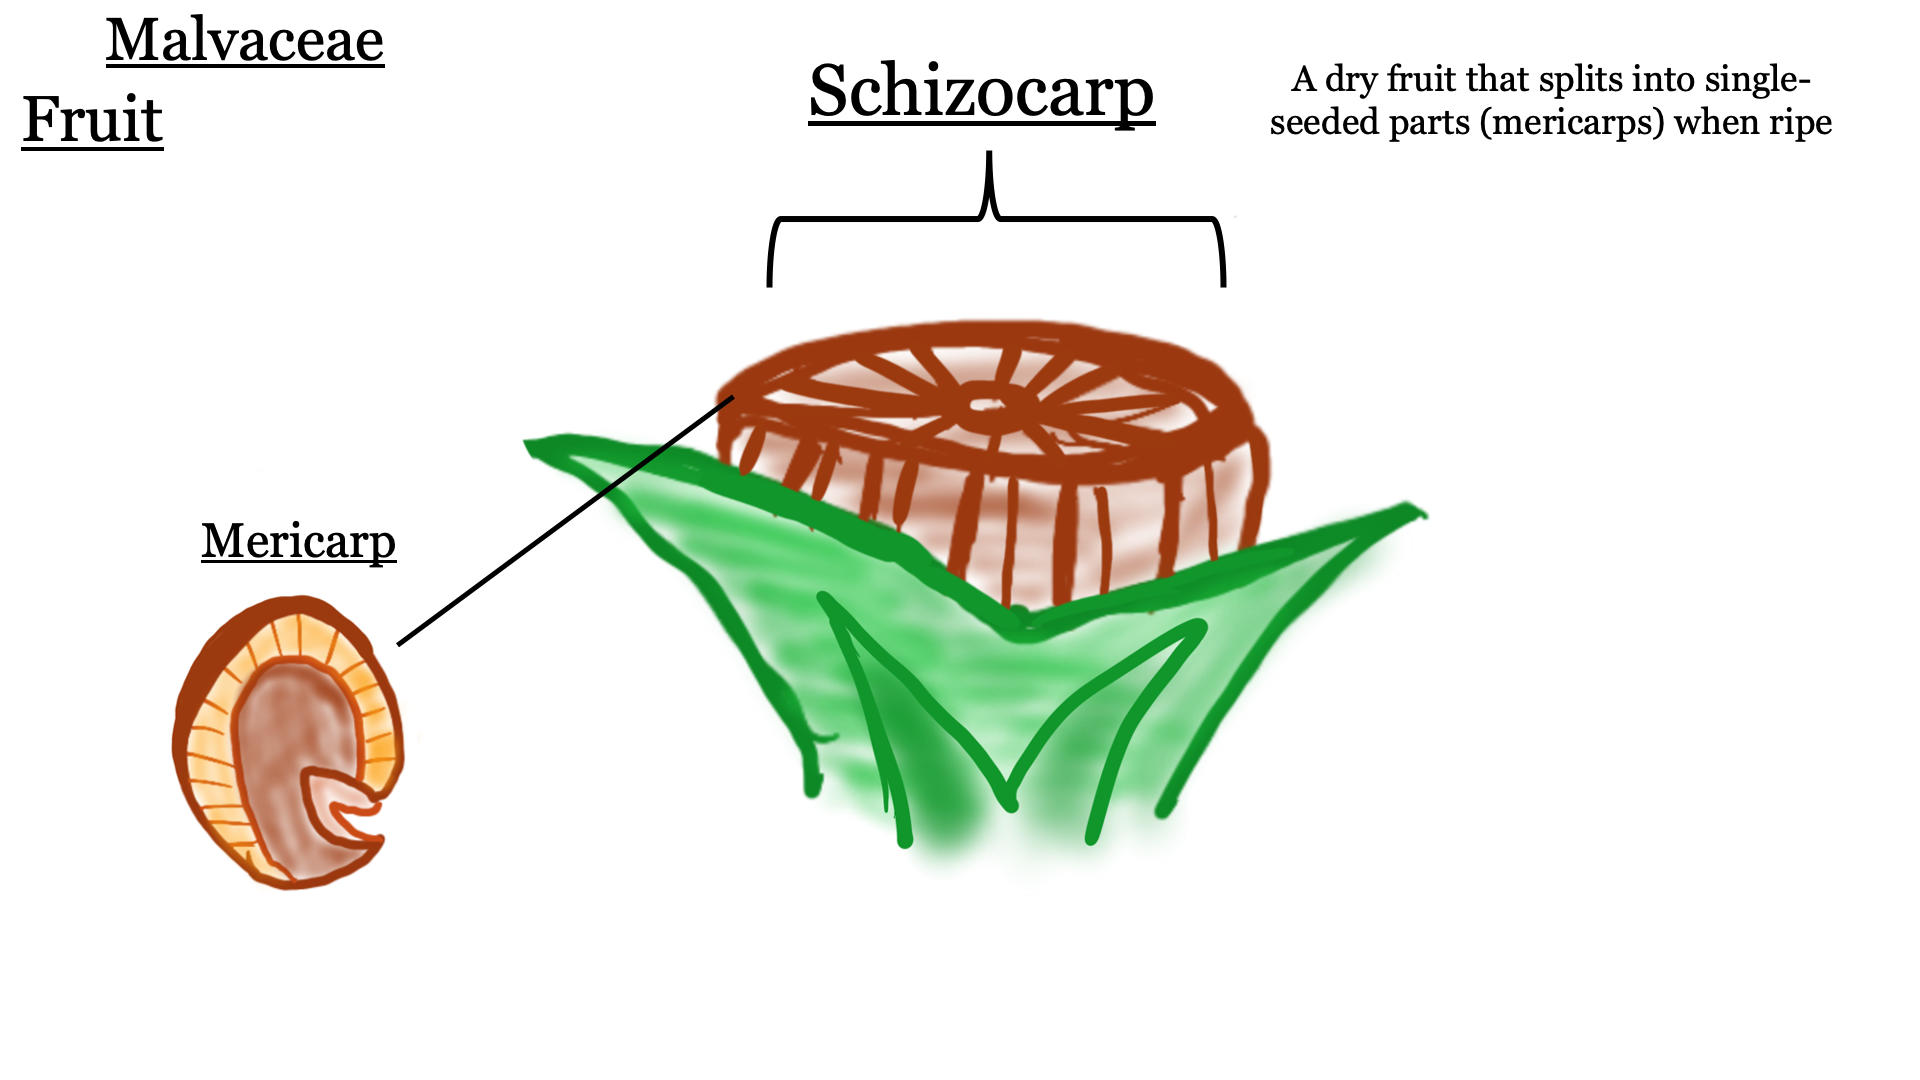 Malvaceae
Fruit
Schizocarp
A dry fruit that splits into single-
seeded parts (mericarps) when ripe
Mericarp